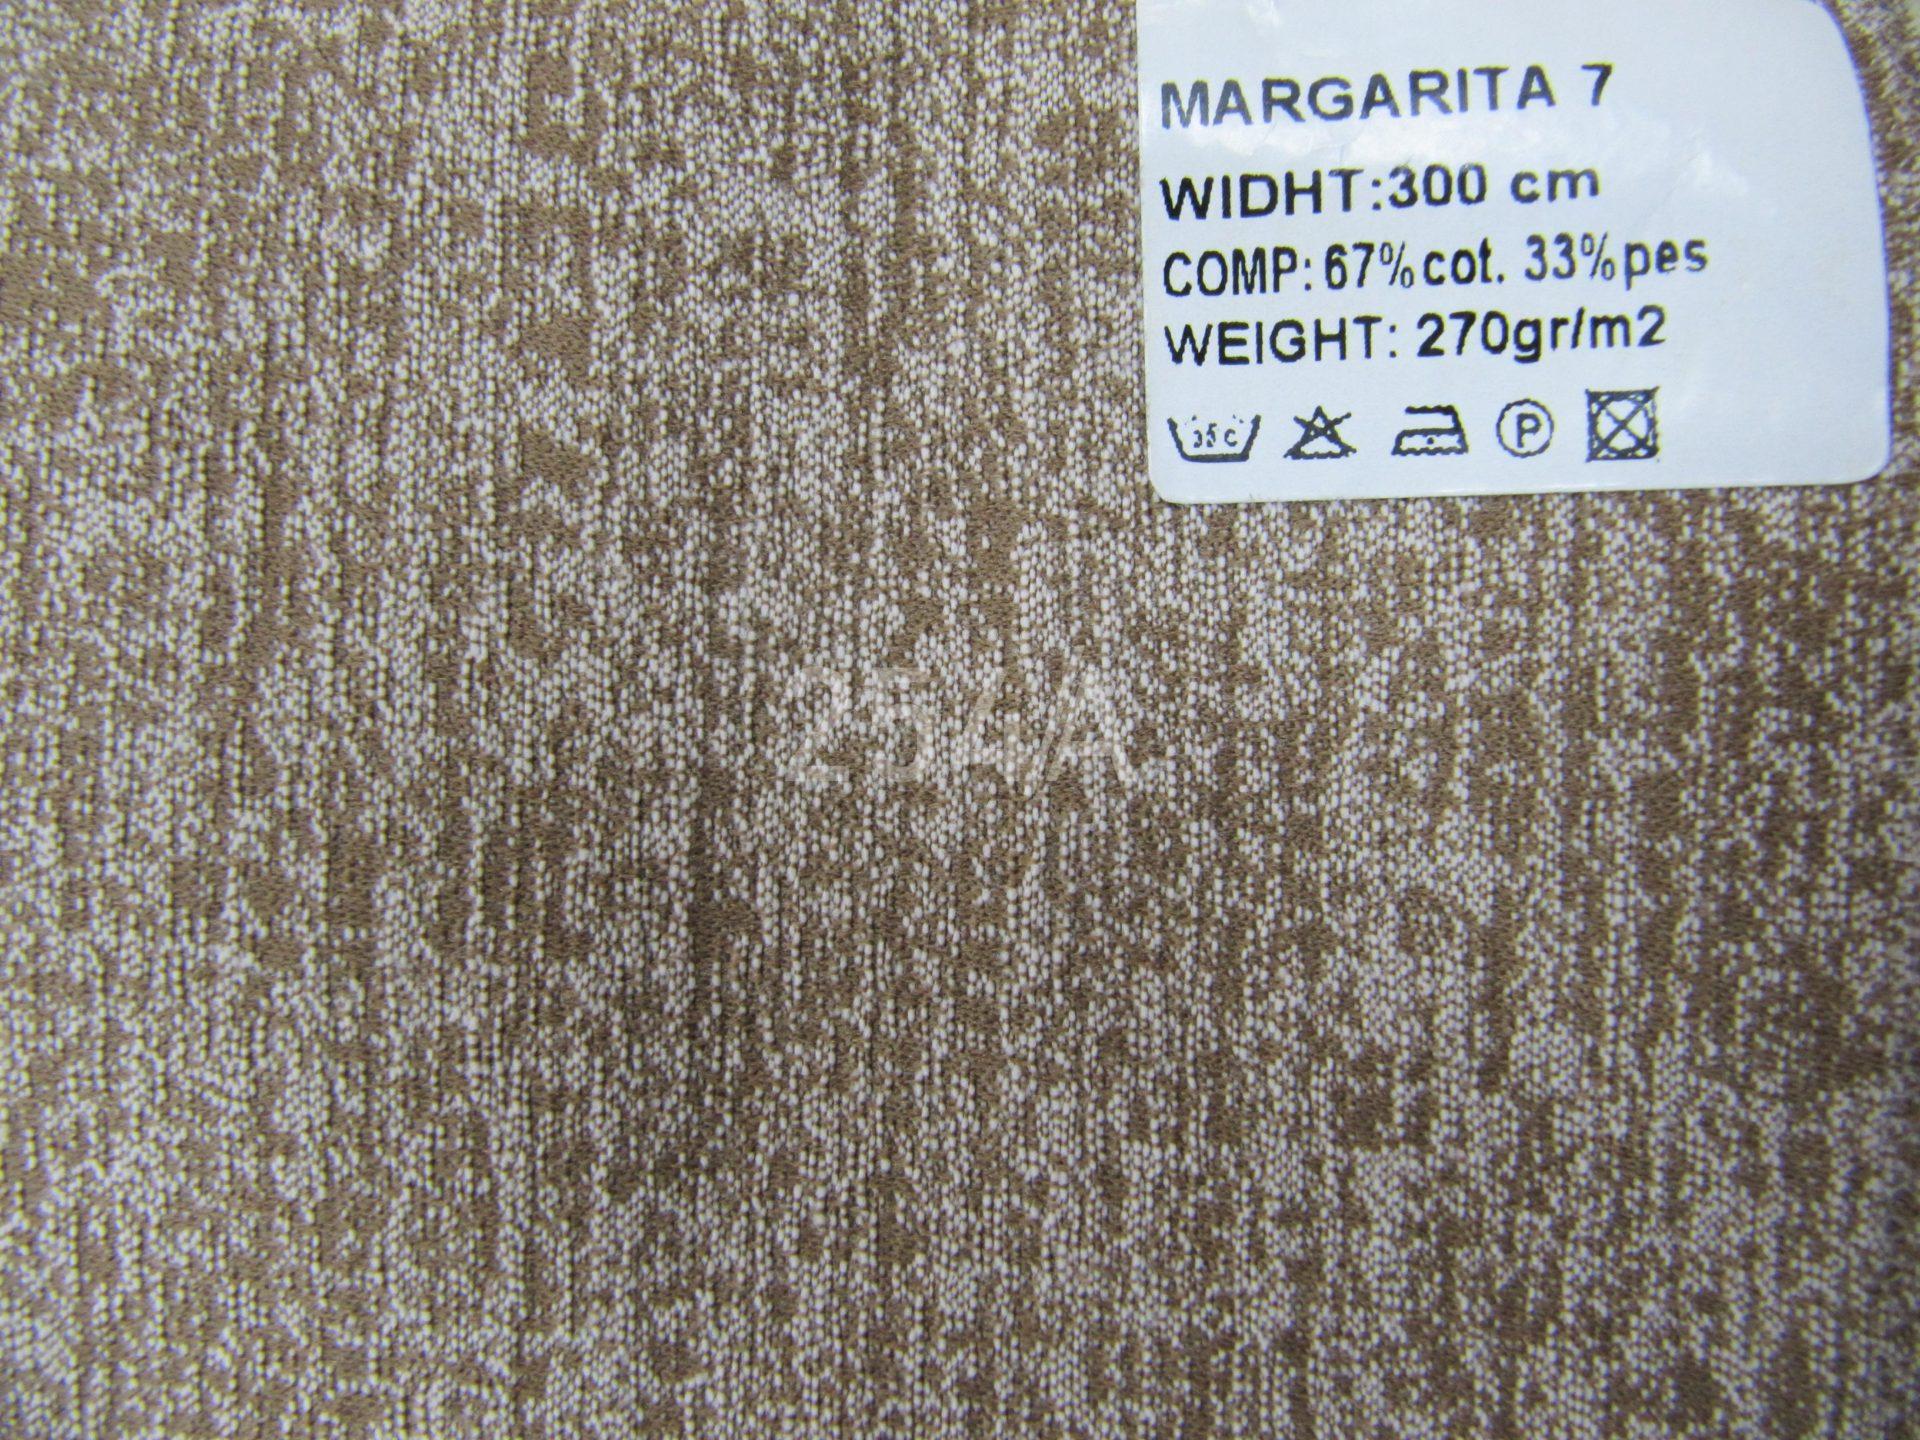 MARGARITA 7
WIDHT:300 cm
COMP: 67% cot. 33% pes
WEIGHT: 270gr/m2
35 C P
254/A